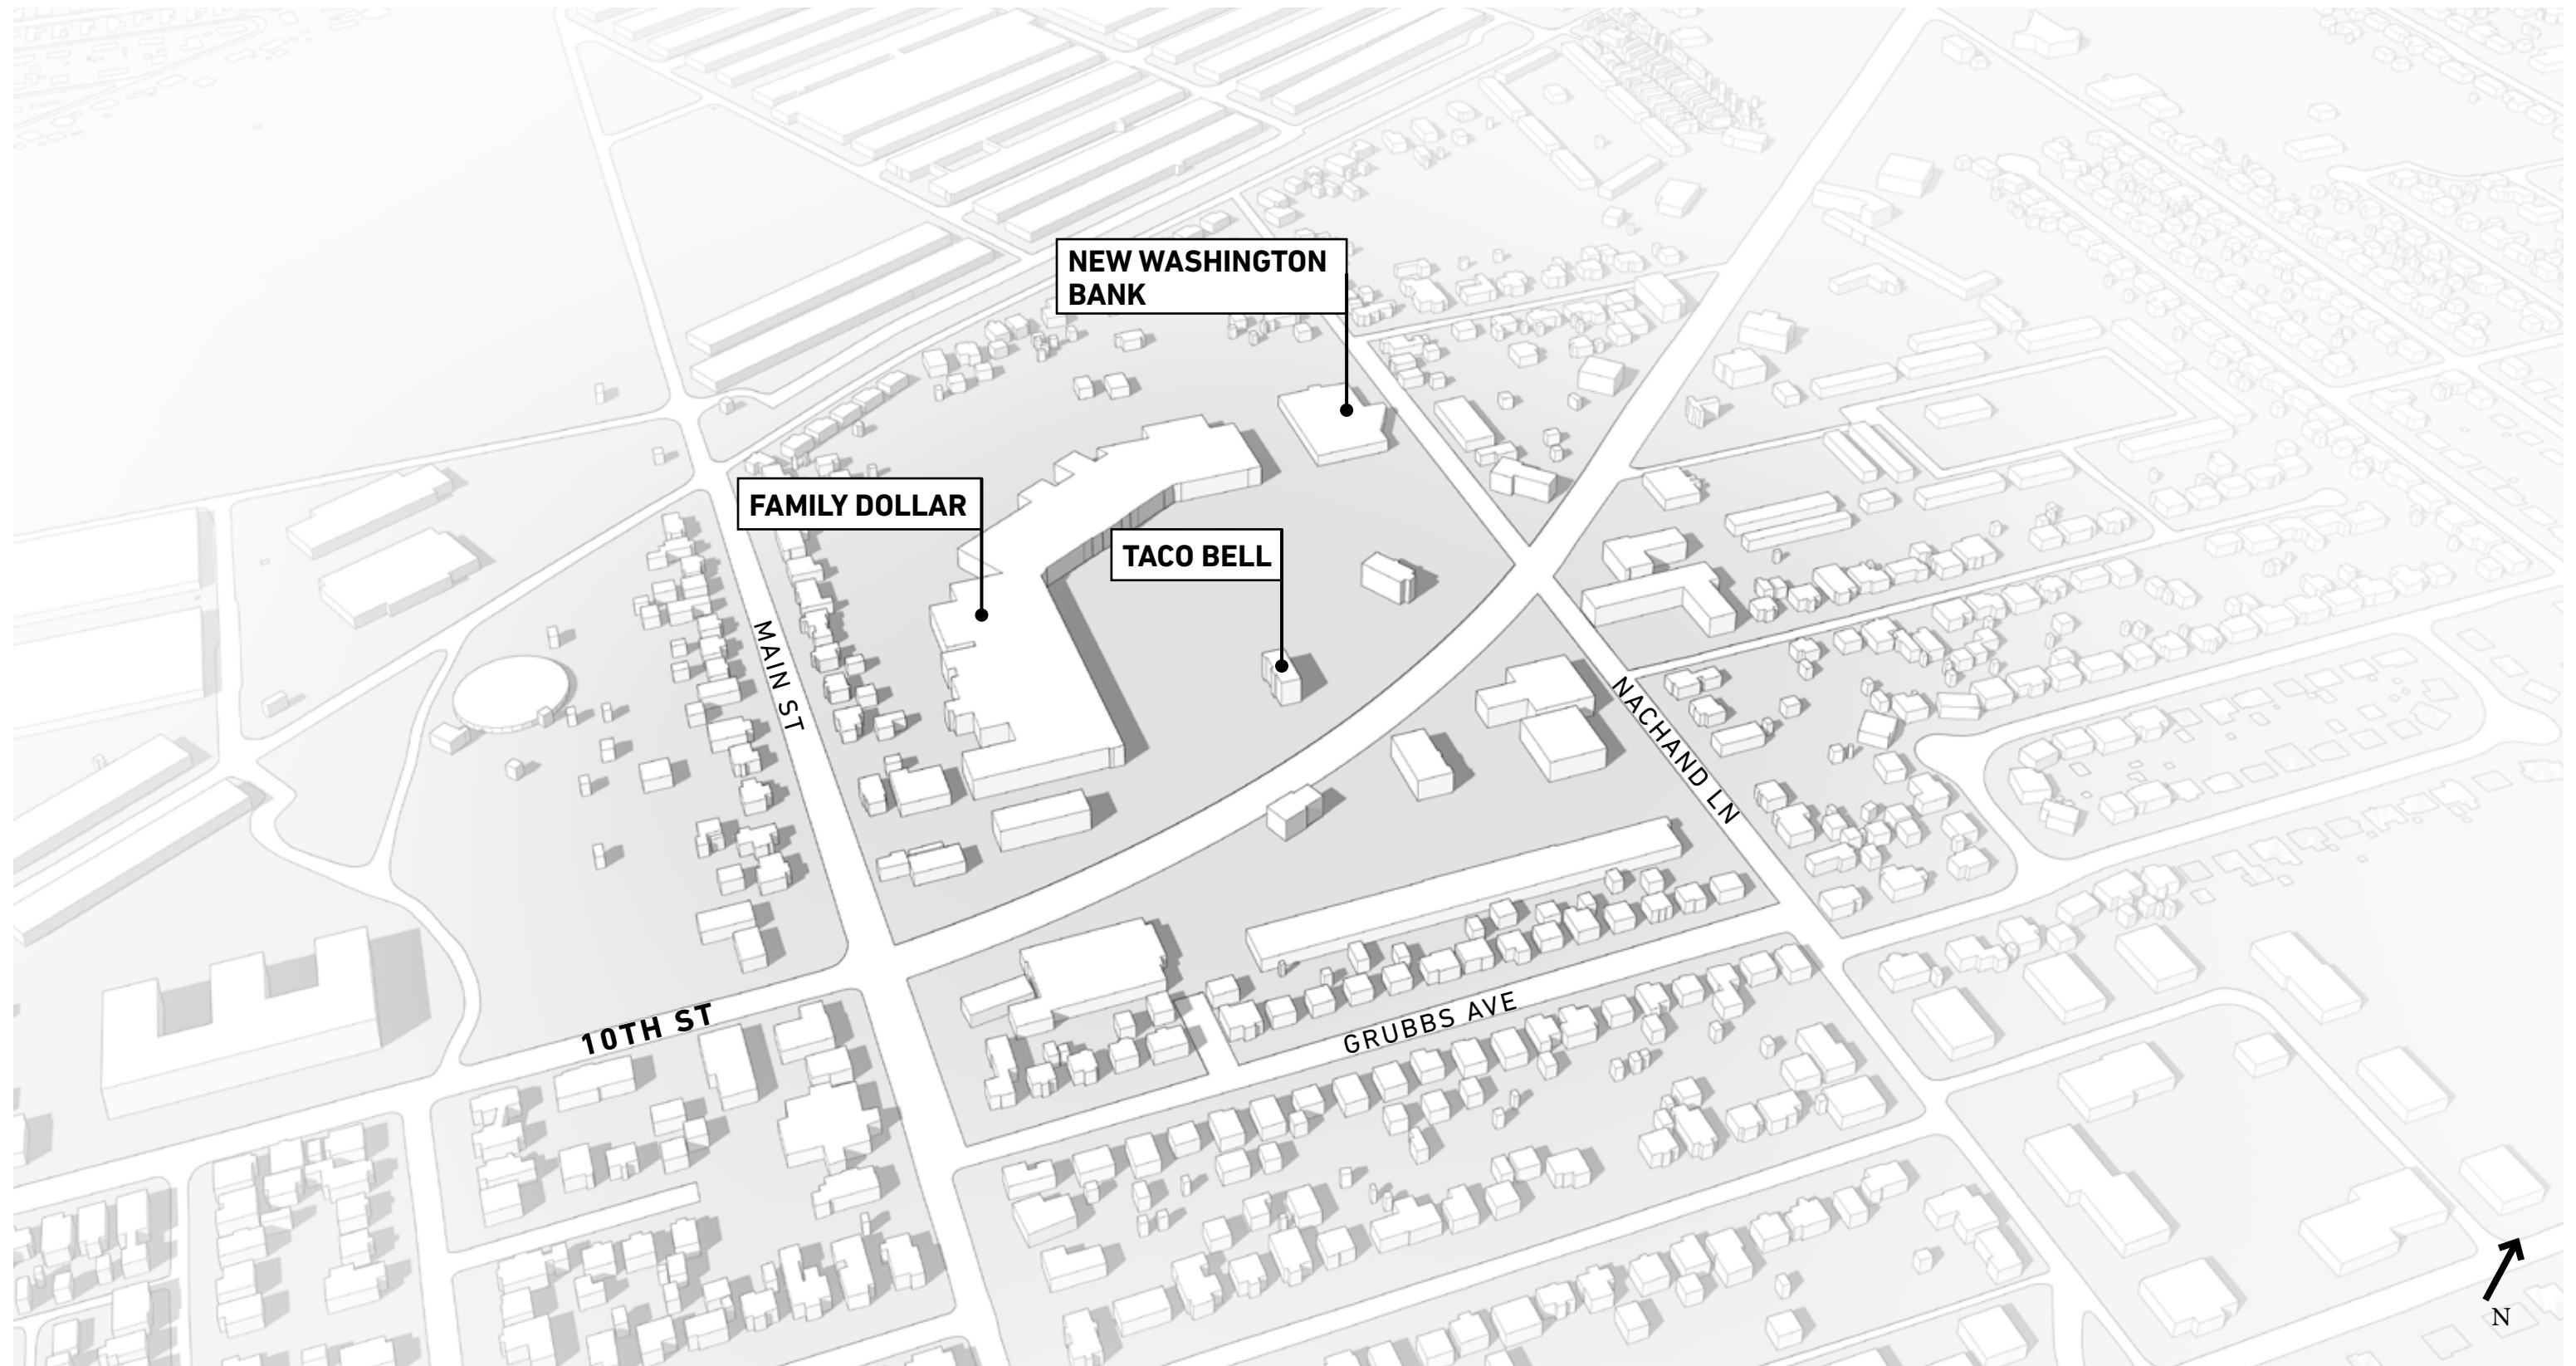 NEW WASHINGTON
BANK
FAMILY DOLLAR
TACO BELL
MAIN ST
NACHAND LN
10TH ST
GRUBBS AVE
N